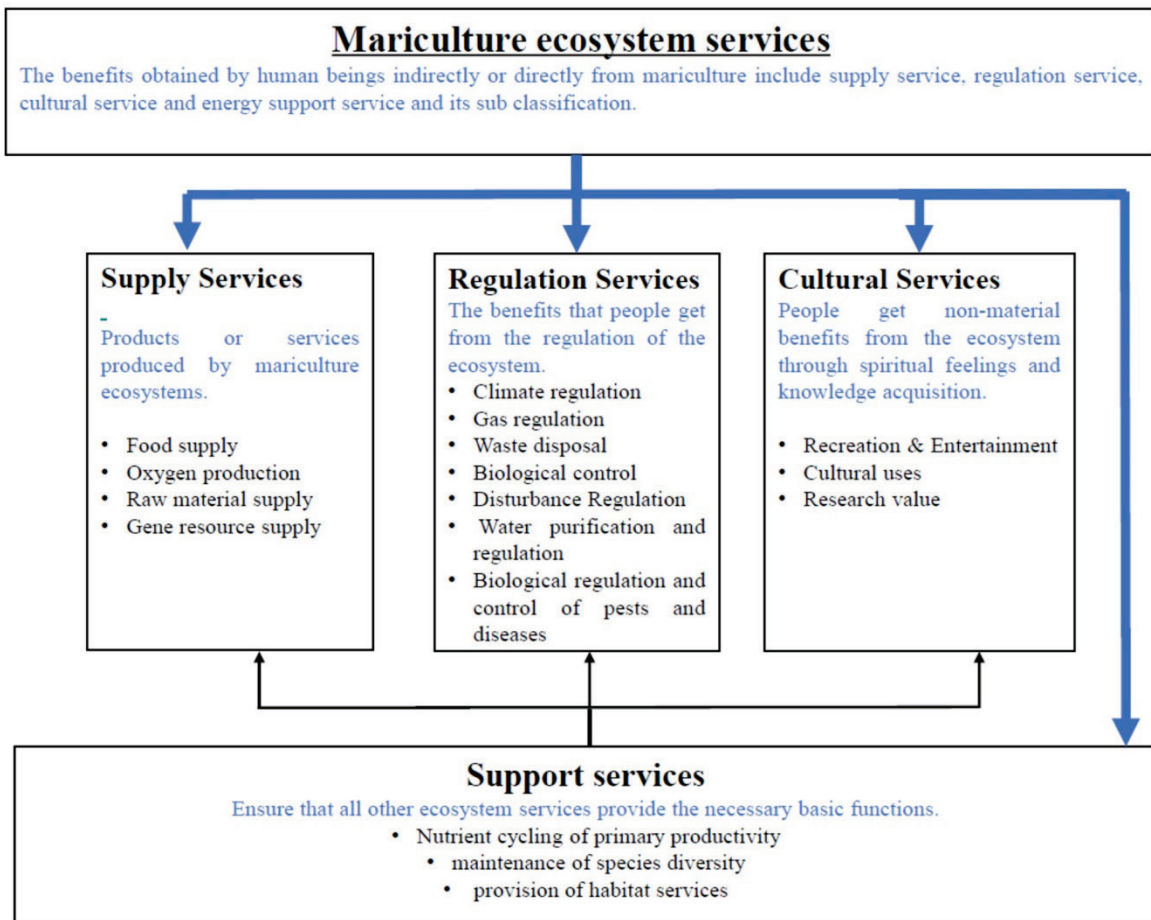 Mariculture ecosystem services
The benefits obtained by human beings indirectly or directly from mariculture include supply service, regulation service,
cultural service and energy support service and its sub classification.
Supply Services
Products or services
produced by mariculture
ecosystems.
• Food supply
• Oxygen production
• Raw material supply
• Gene resource supply
Regulation Services
The benefits that people get
from the regulation of the
ecosystem.
• Climate regulation
• Gas regulation
• Waste disposal
• Biological control
• Disturbance Regulation
• Water purification and
regulation
• Biological regulation and
control of pests and
diseases
Cultural Services
People get non-material
benefits from the ecosystem
through spiritual feelings and
knowledge acquisition.
• Recreation & Entertainment
• Cultural uses
• Research value
Support services
Ensure that all other ecosystem services provide the necessary basic functions.
• Nutrient cycling of primary productivity
• maintenance of species diversity
• provision of habitat services